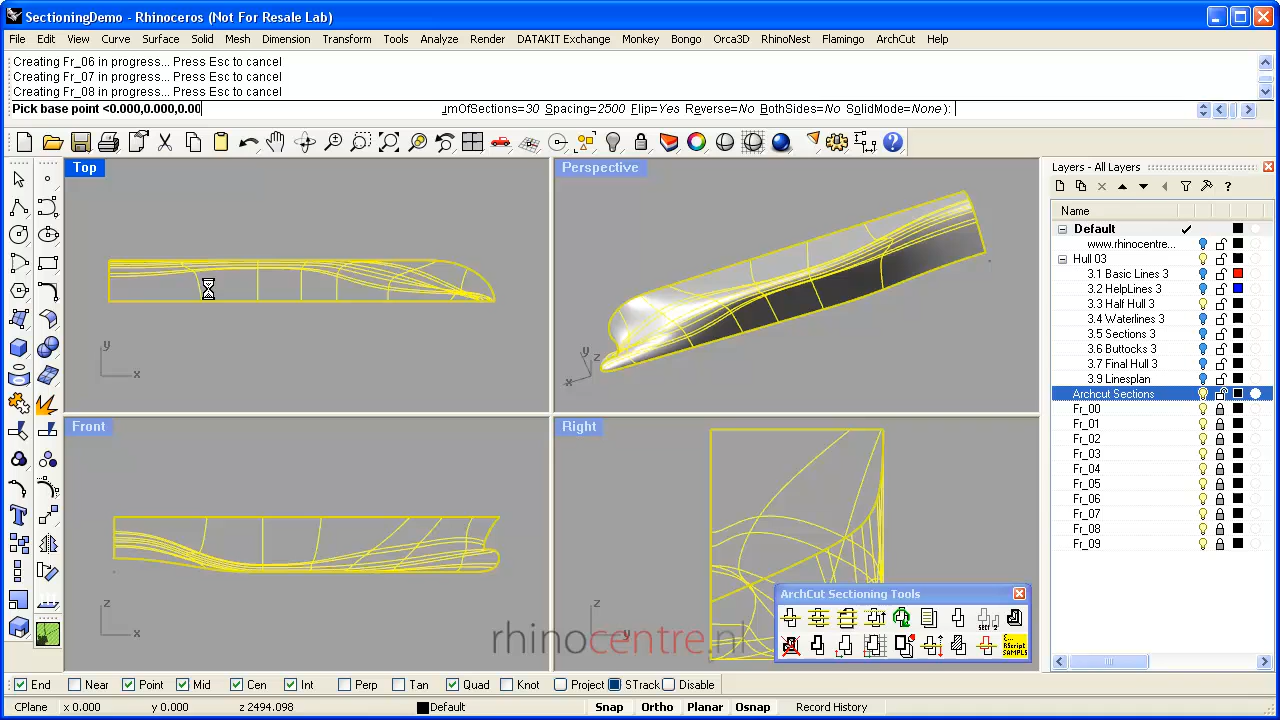 SectioningDemo - Rhinoceros (Not For Resale Lab)
File Edit View Curve Surface Solid Mesh Dimension Transform Tools Analyze Render DATAKIT Exchange Monkey Bongo Orca3D RhinoNest Flamingo ArchCut Help
Creating Fr_06 in progress... Press Esc to cancel
Creating Fr_07 in progress... Press Esc to cancel
Creating Fr_08 in progress... Press Esc to cancel
Pick base point <0.000,0.000,0.00 umOfSections=30 Spacing=2500 Flip=Yes Reverse=No BothSides=No SolidMode=None ):
Top
y
x
Perspective
y
z
x
Front
z
x
Right
z
y
rhinocentre.nl
ArchCut Sectioning Tools
SECT 2
C...
RScript
SAMPLES
Layers - All Layers
Name
Default
www.rhinocentre...
Hull 03
3.1 Basic Lines 3
3.2 HelpLines 3
3.3 Half Hull 3
3.4 Waterlines 3
3.5 Sections 3
3.6 Buttocks 3
3.7 Final Hull 3
3.9 Linesplan
Archcut Sections
Fr_00
Fr_01
Fr_02
Fr_03
Fr_04
Fr_05
Fr_06
Fr_07
Fr_08
Fr_09
End Near Point Mid Cen Int Perp Tan Quad Knot Project STrack Disable
CPlane x 0.000 y 0.000 z 2494.098 Default Snap Ortho Planar Osnap Record History